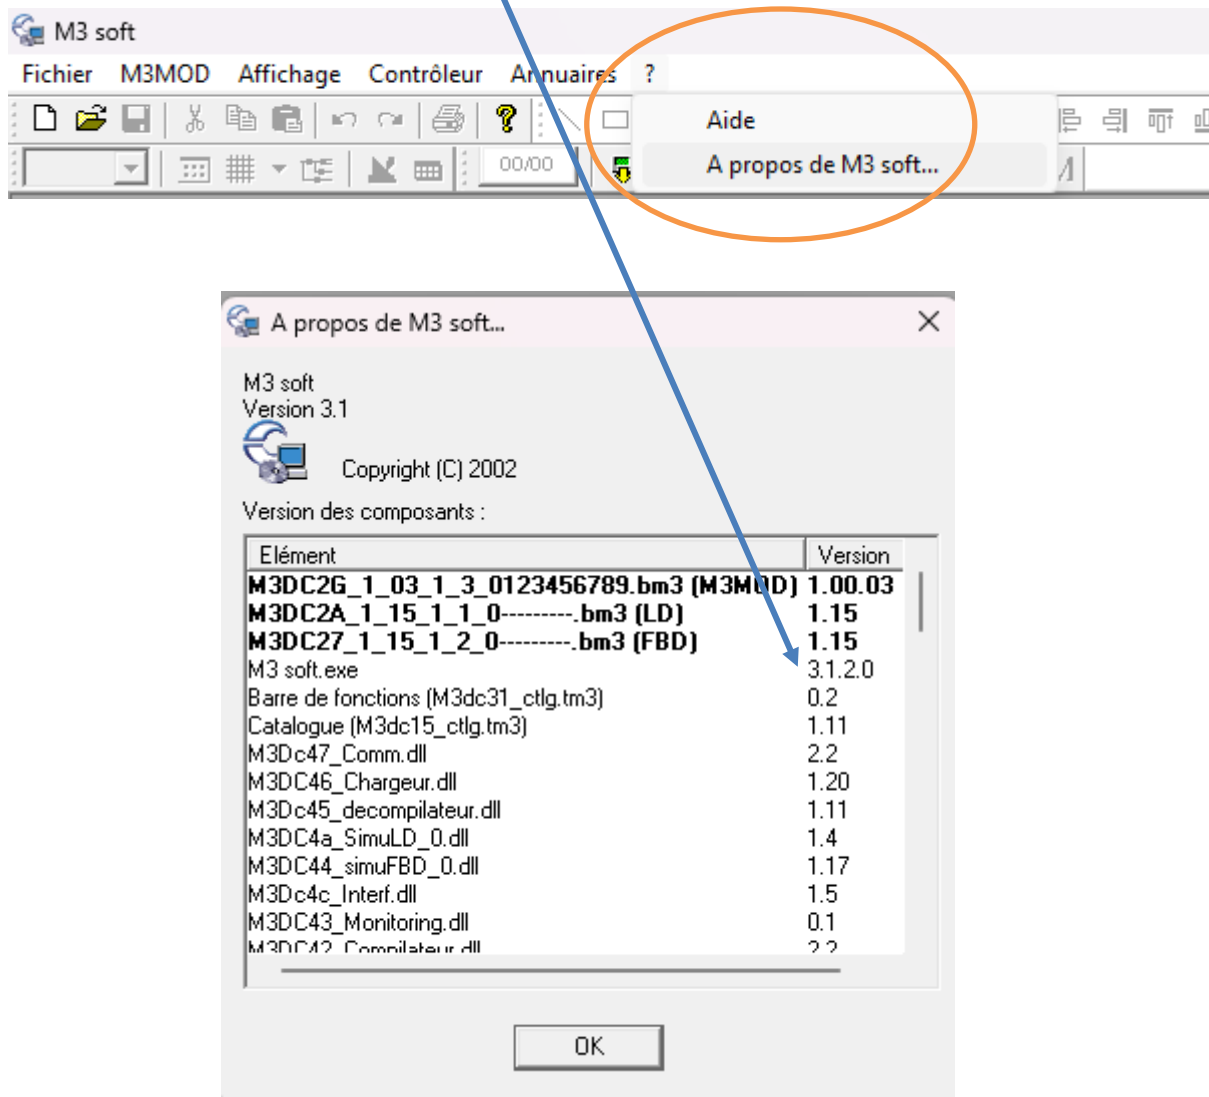 M3 soft
Fichier M3MOD Affichage Contrôleur Annuaires ?
Aide
00/00 A propos de M3 soft...
A propos de M3 soft...
M3 soft
Version 3.1
Copyright (C) 2002
Version des composants :
Elément Version
M3DC2G_1_03_1_3_0123456789.bm3 (M3MOD) 1.00.03
M3DC2A_1_15_1_1_0---------.bm3 (LD) 1.15
M3DC27_1_15_1_2_0---------.bm3 (FBD) 1.15
M3 soft.exe 3.1.2.0
Barre de fonctions (M3dc31_ctlg.tm3) 0.2
Catalogue (M3dc15_ctlg.tm3) 1.11
M3Dc47_Comm.dll 2.2
M3DC46_Chargeur.dll 1.20
M3Dc45_decompilateur.dll 1.11
M3DC4a_SimuLD_0.dll 1.4
M3DC44_simuFBD_0.dll 1.17
M3Dc4c_Interf.dll 1.5
M3DC43_Monitoring.dll 0.1
M3DC42_Compilateur.dll 2.2
OK